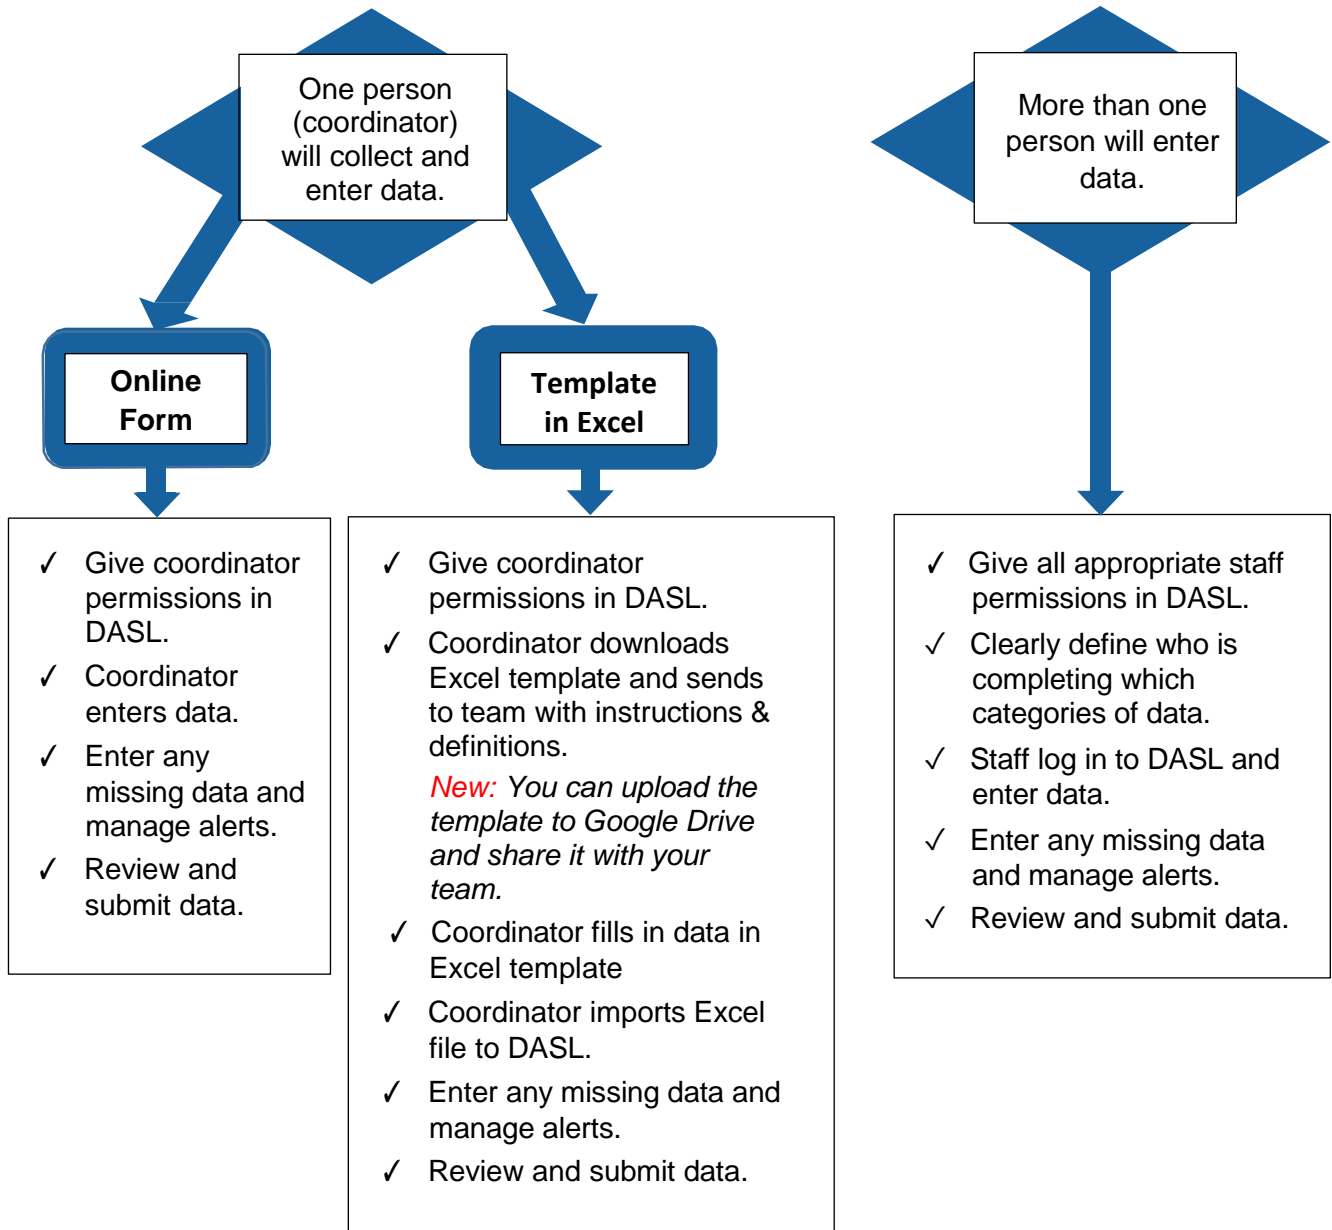 One person
(coordinator)
will collect and
enter data.
More than one
person will enter
data.
Online
Form
Template
in Excel
✓ Give coordinator
permissions in
DASL.
✓ Coordinator
enters data.
✓ Enter any
missing data and
manage alerts.
✓ Review and
submit data.
✓ Give coordinator
permissions in DASL.
✓ Coordinator downloads
Excel template and sends
to team with instructions &
definitions.
New: You can upload the
template to Google Drive
and share it with your
team.
✓ Coordinator fills in data in
Excel template
✓ Coordinator imports Excel
file to DASL.
✓ Enter any missing data and
manage alerts.
✓ Review and submit data.
✓ Give all appropriate staff
permissions in DASL.
✓ Clearly define who is
completing which
categories of data.
✓ Staff log in to DASL and
enter data.
✓ Enter any missing data
and manage alerts.
✓ Review and submit data.